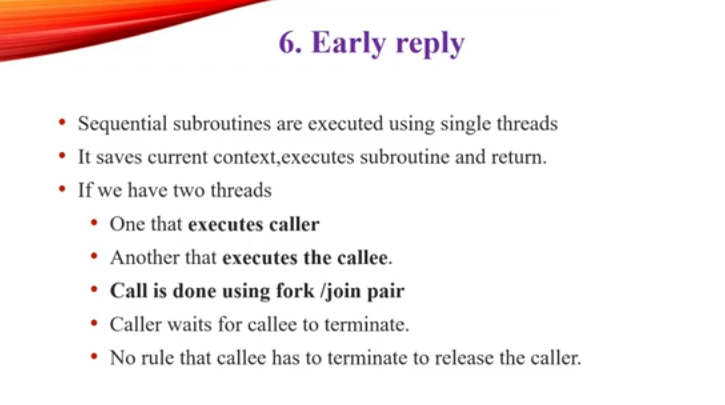 6. Early reply
• Sequential subroutines are executed using single threads
• It saves current context,executes subroutine and return.
• If we have two threads
• One that executes caller
• Another that executes the callee.
• Call is done using fork /join pair
• Caller waits for callee to terminate.
• No rule that callee has to terminate to release the caller.